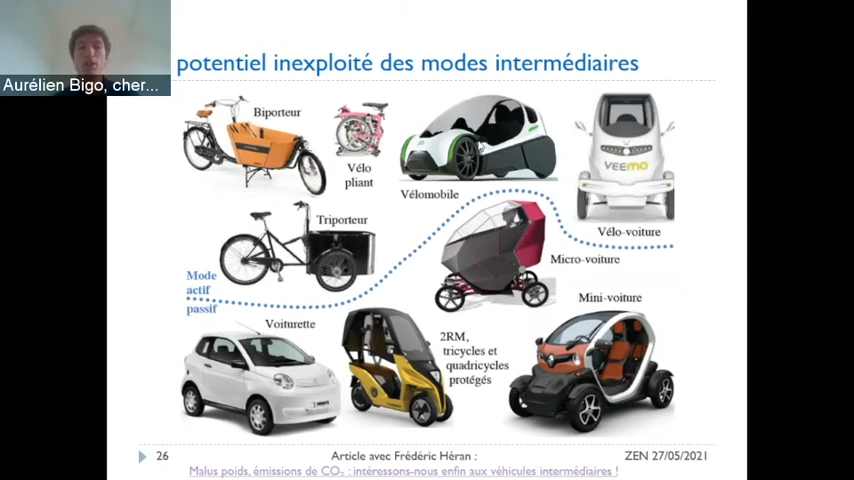 potentiel inexploité des modes intermédiaires
Aurélien Bigo, cher...
Biporteur
Vélo
pliant
Vélomobile
VEEMO
Vélo-voiture
Triporteur
Micro-voiture
Mode
actif
passif
Mini-voiture
Voiturette
2RM,
tricycles et
quadricycles
protégés
26
Article avec Frédéric Héran :
ZEN 27/05/2021
Malus poids, émissions de CO₂ : intéressons-nous enfin aux véhicules intermédiaires !